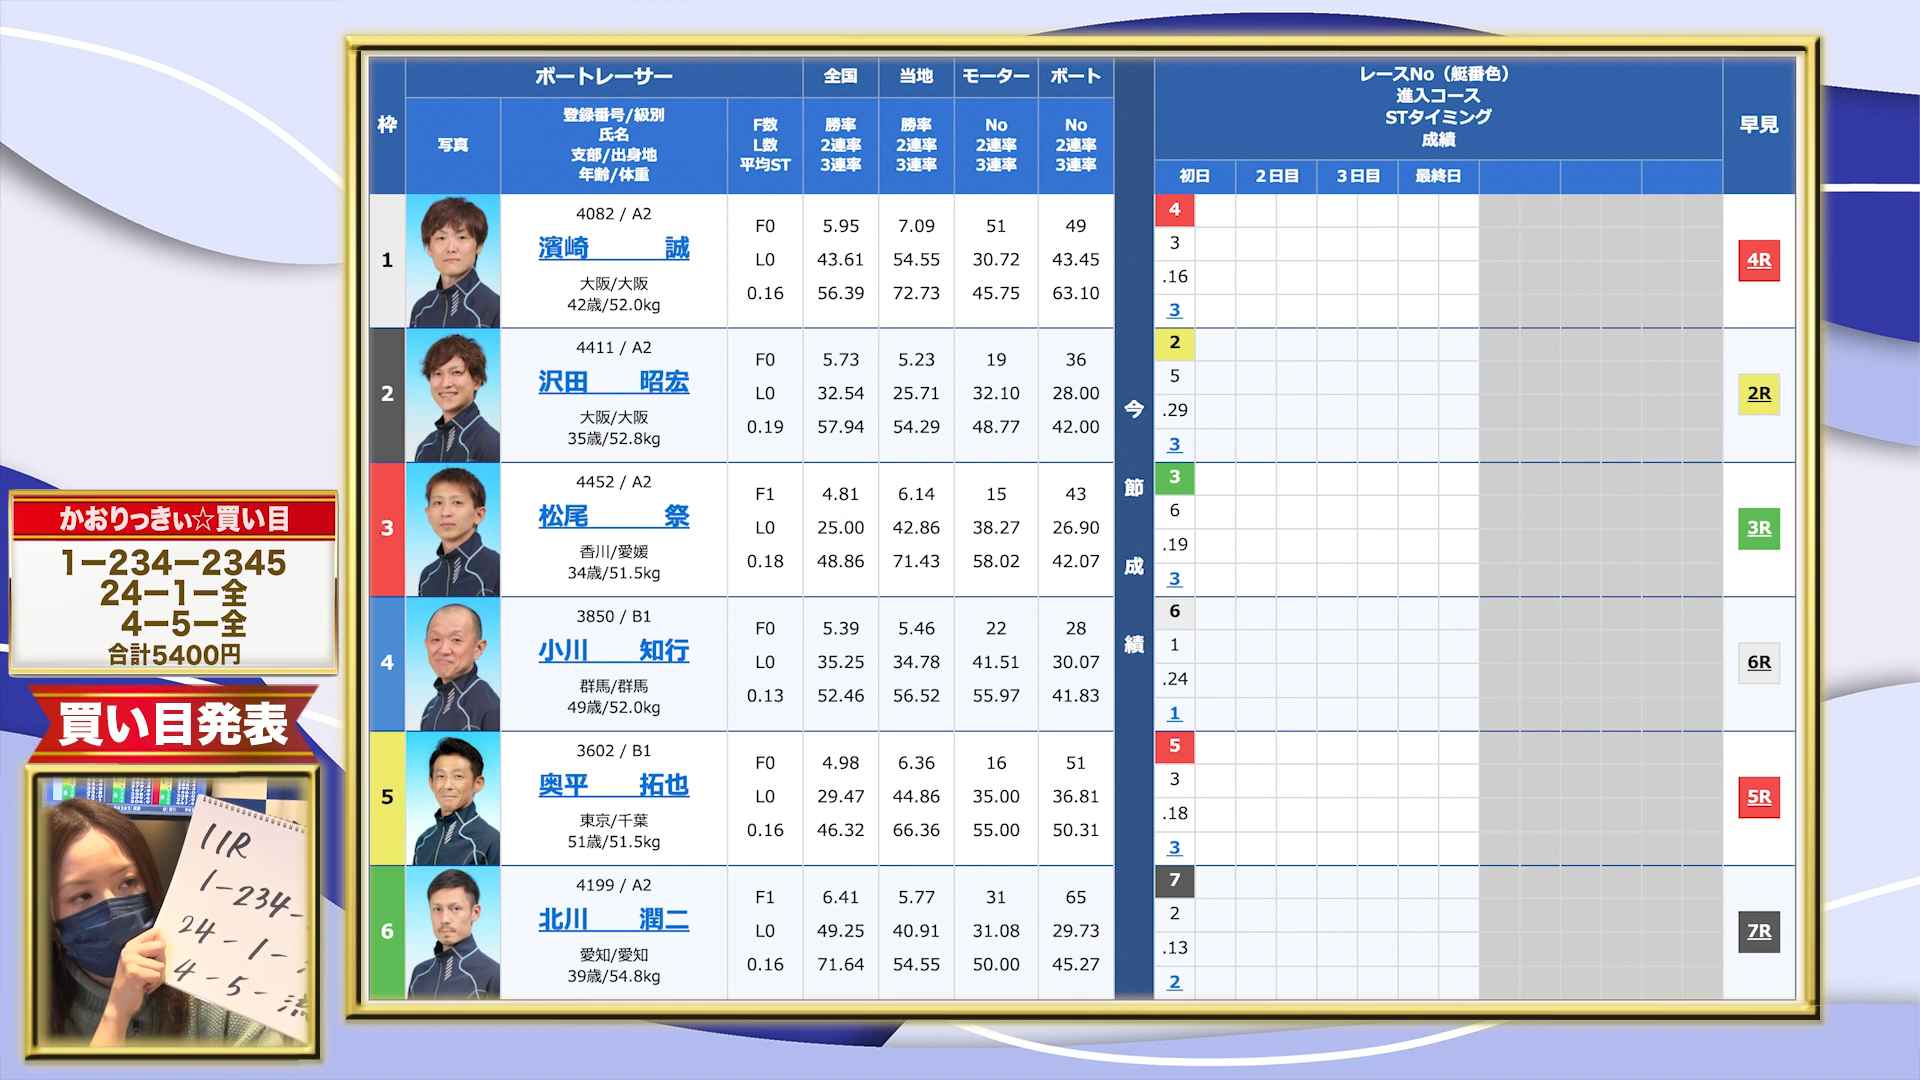 枠
ボートレーサー
全国
当地
モーター
ボート
写真
登録番号/級別
氏名
支部/出身地
年齢/体重
F数
L数
平均ST
勝率
2連率
3連率
勝率
2連率
3連率
No
2連率
3連率
No
2連率
3連率
今節成績
レースNo（艇番色）
進入コース
STタイミング
成績
初日
２日目
３日目
最終日
早見
1
4082 / A2
濱崎 誠
大阪/大阪
42歳/52.0kg
F0
L0
0.16
5.95
43.61
56.39
7.09
54.55
72.73
51
30.72
45.75
49
43.45
63.10
4
3
.16
3
4R
2
4411 / A2
沢田 昭宏
大阪/大阪
35歳/52.8kg
F0
L0
0.19
5.73
32.54
57.94
5.23
25.71
54.29
19
32.10
48.77
36
28.00
42.00
2
5
.29
3
2R
3
4452 / A2
松尾 祭
香川/愛媛
34歳/51.5kg
F1
L0
0.18
4.81
25.00
48.86
6.14
42.86
71.43
15
38.27
58.02
43
26.90
42.07
3
6
.19
3
3R
4
3850 / B1
小川 知行
群馬/群馬
49歳/52.0kg
F0
L0
0.13
5.39
35.25
52.46
5.46
34.78
56.52
22
41.51
55.97
28
30.07
41.83
6
1
.24
1
6R
5
3602 / B1
奥平 拓也
東京/千葉
51歳/51.5kg
F0
L0
0.16
4.98
29.47
46.32
6.36
44.86
66.36
16
35.00
55.00
51
36.81
50.31
5
3
.18
3
5R
6
4199 / A2
北川 潤二
愛知/愛知
39歳/54.8kg
F1
L0
0.16
6.41
49.25
71.64
5.77
40.91
54.55
31
31.08
50.00
65
29.73
45.27
7
2
.13
2
7R
かおりっきぃ☆買い目
1ー234ー2345
24ー1ー全
4ー5ー全
合計5400円
買い目発表
11R
1-234-
24-1-
4-5-流